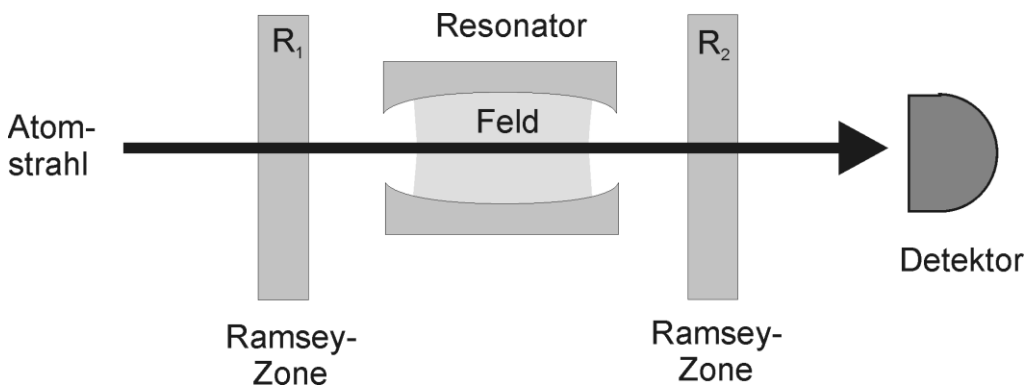 Resonator
R₁
R₂
Feld
Atom-
strahl
Detektor
Ramsey-
Zone
Ramsey-
Zone